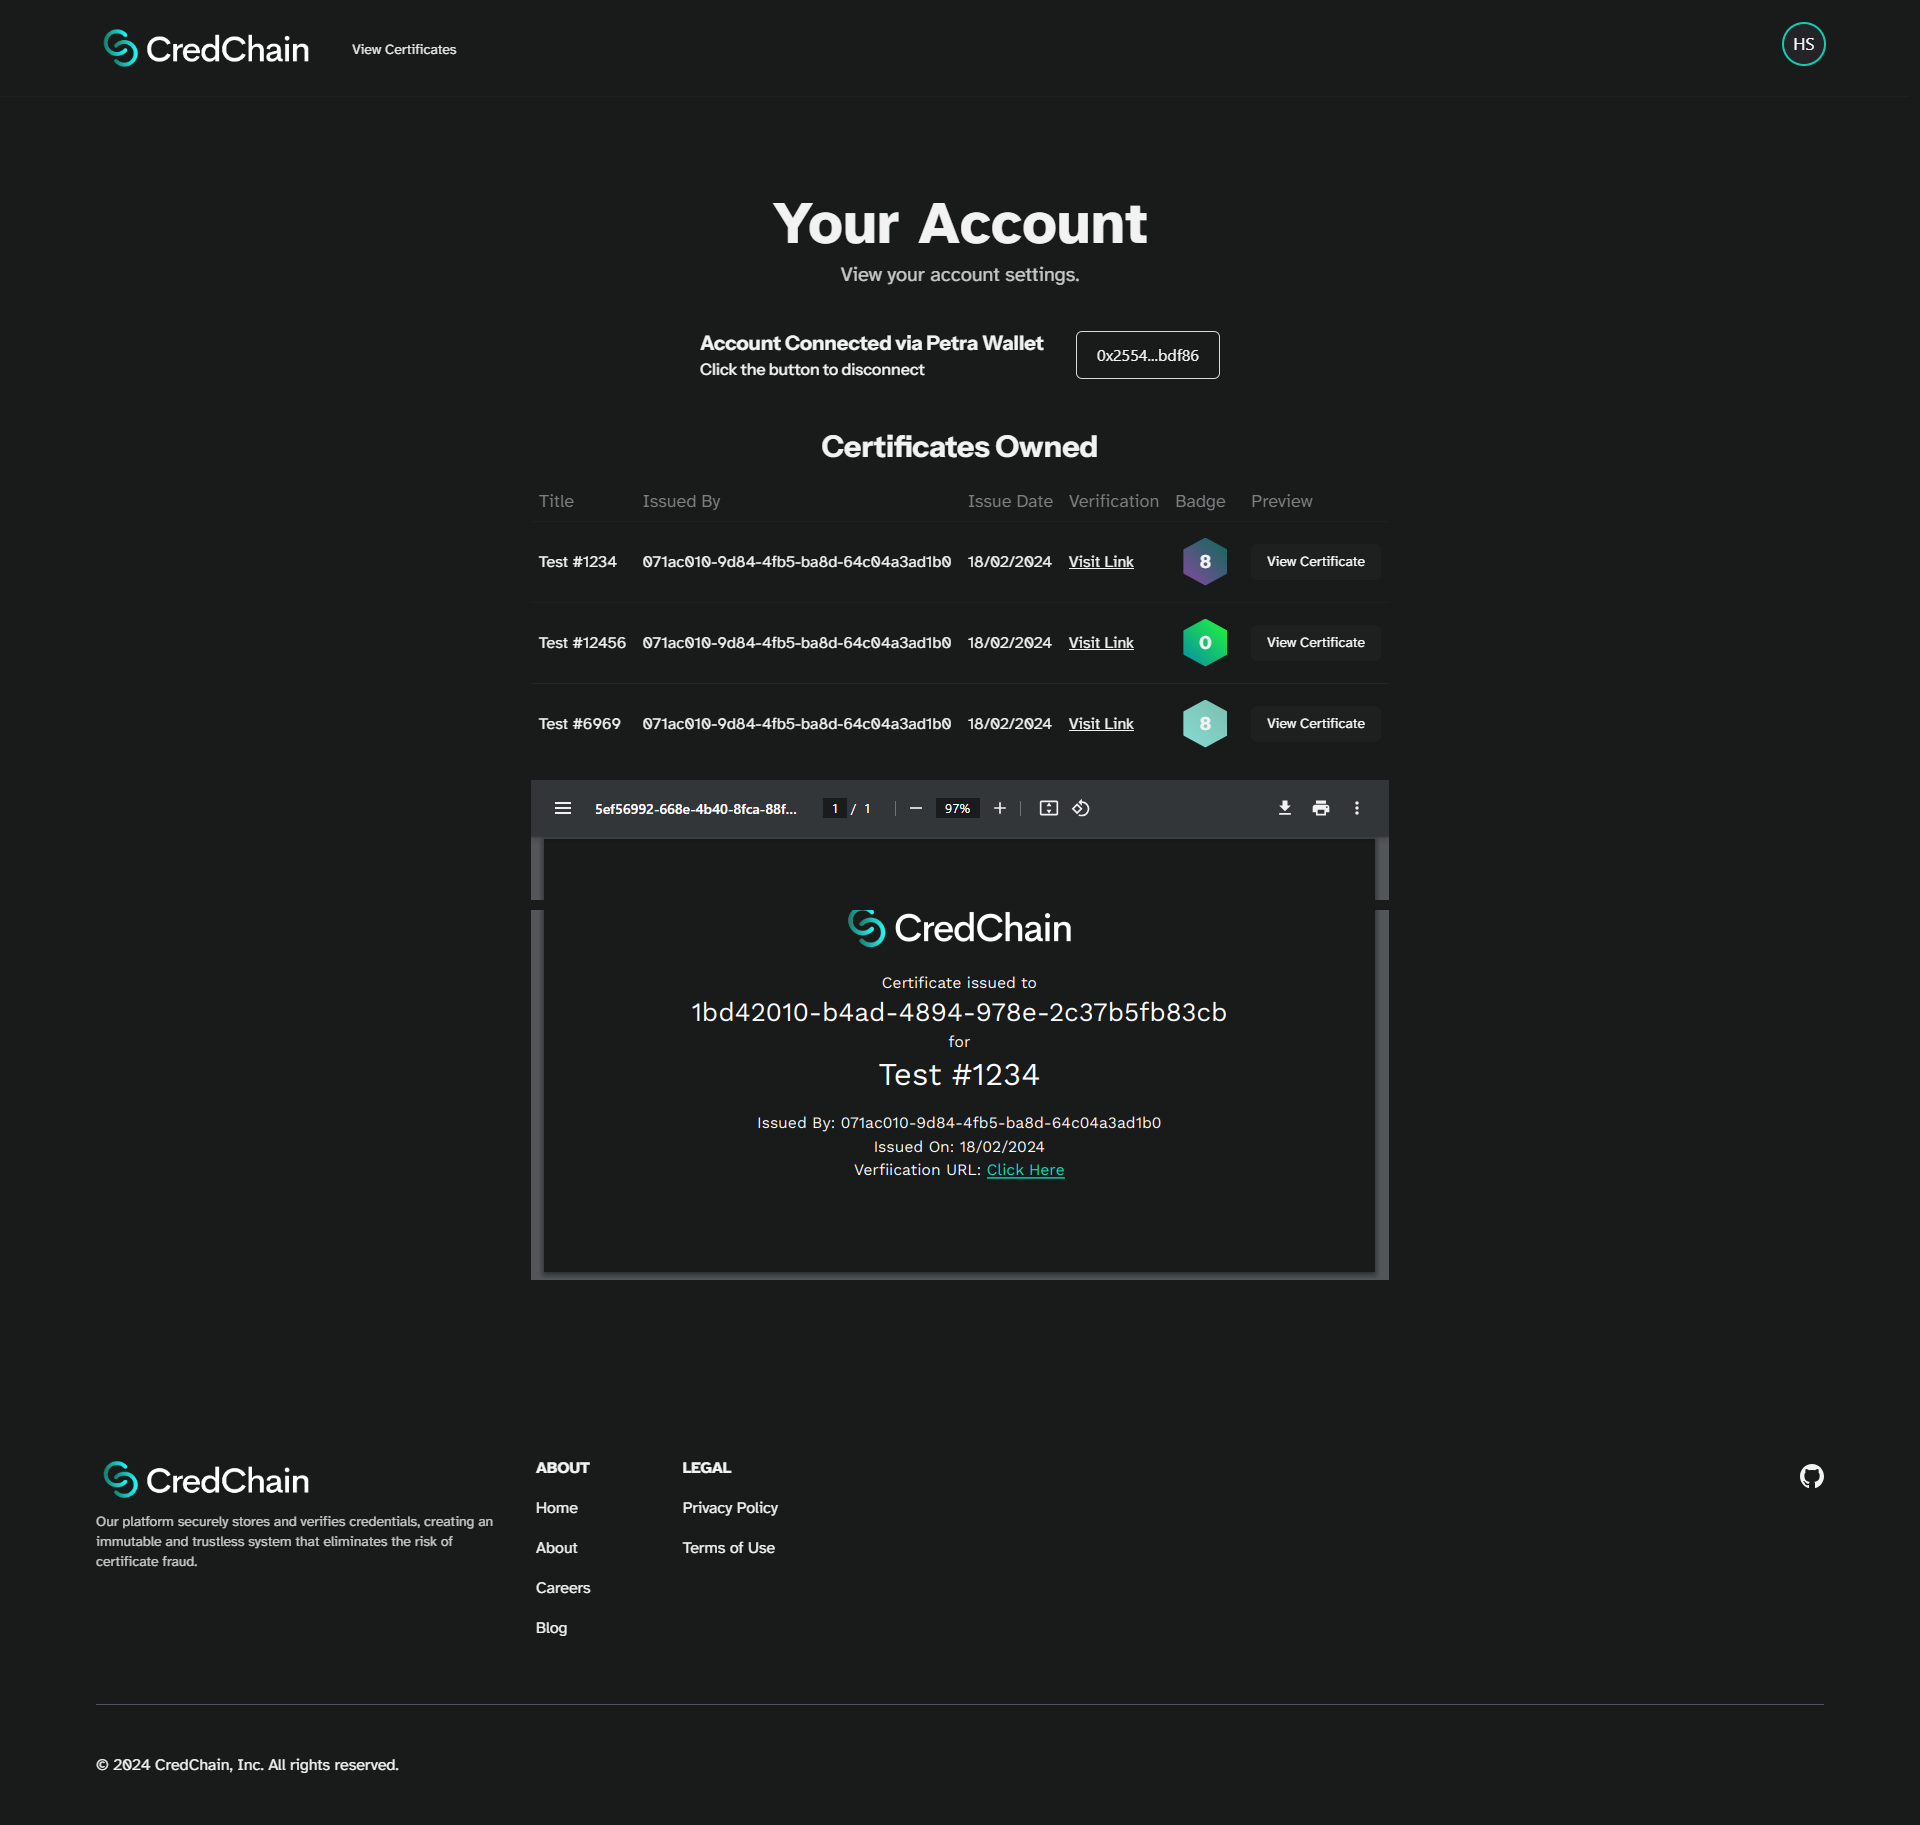 CredChain View Certificates HS
Your Account
View your account settings.
Account Connected via Petra Wallet
Click the button to disconnect
0x2554...bdf86
Certificates Owned
Title Issued By Issue Date Verification Badge Preview
Test #1234 071ac010-9d84-4fb5-ba8d-64c04a3ad1b0 18/02/2024 Visit Link 8 View Certificate
Test #12456 071ac010-9d84-4fb5-ba8d-64c04a3ad1b0 18/02/2024 Visit Link 0 View Certificate
Test #6969 071ac010-9d84-4fb5-ba8d-64c04a3ad1b0 18/02/2024 Visit Link 8 View Certificate
5ef56992-668e-4b40-8fca-88f... 1 / 1 97%
CredChain
Certificate issued to
1bd42010-b4ad-4894-978e-2c37b5fb83cb
for
Test #1234
Issued By: 071ac010-9d84-4fb5-ba8d-64c04a3ad1b0
Issued On: 18/02/2024
Verfiication URL: Click Here
CredChain
Our platform securely stores and verifies credentials, creating an
immutable and trustless system that eliminates the risk of
certificate fraud.
ABOUT
Home
About
Careers
Blog
LEGAL
Privacy Policy
Terms of Use
© 2024 CredChain, Inc. All rights reserved.